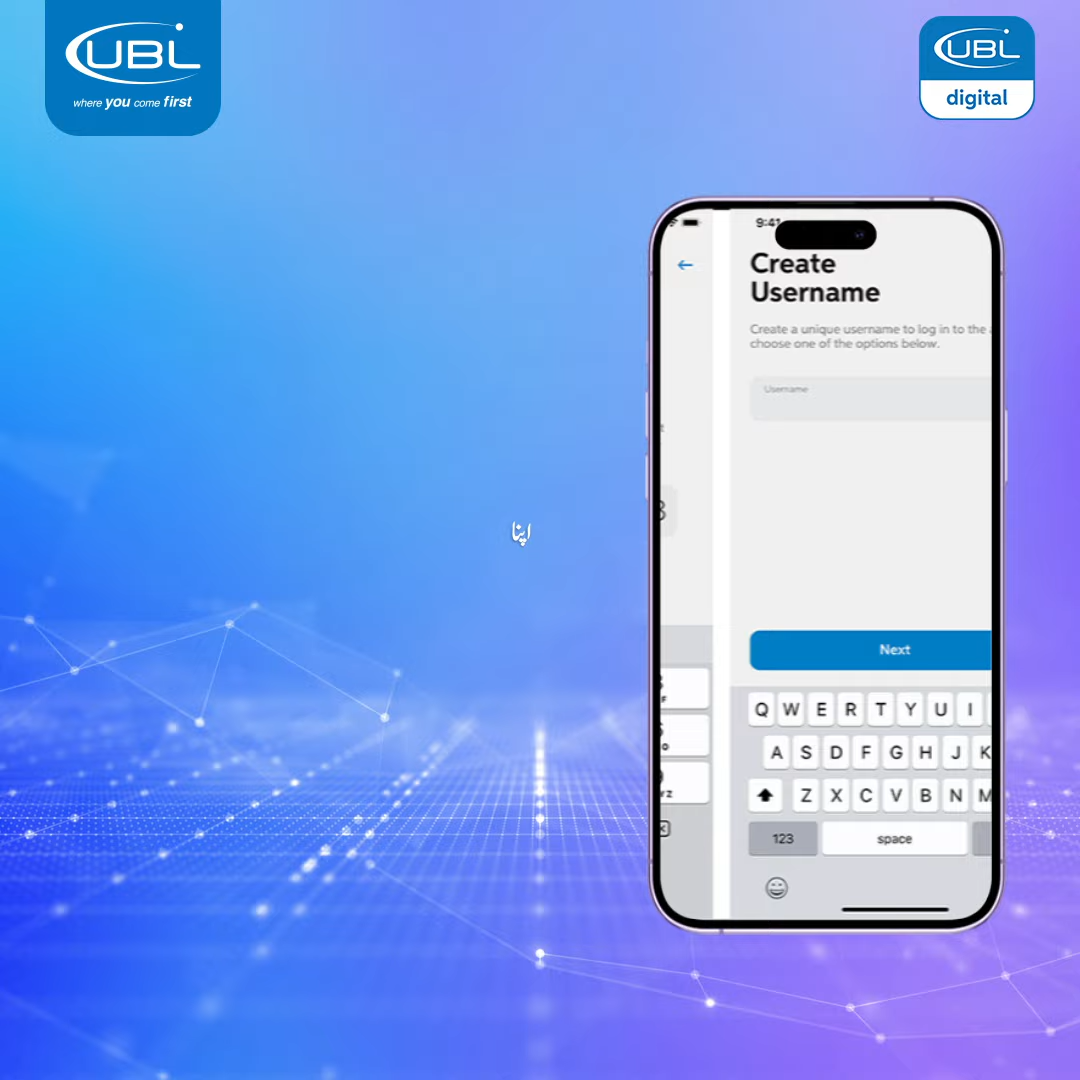 UBL
where you come first
UBL
digital
9:41
Create
Username
Create a unique username to log in to the
choose one of the options below.
Username
اپنا
Next
Q W E R T Y U I
A S D F G H J K
Z X C V B N M
123 space